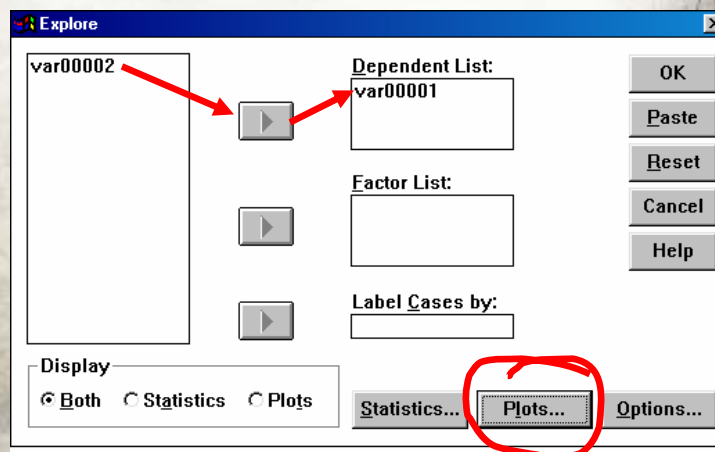 Explore
var00002
Dependent List:
var00001
Factor List:
Label Cases by:
OK
Paste
Reset
Cancel
Help
Display
Both Statistics Plots
Statistics... Plots... Options...